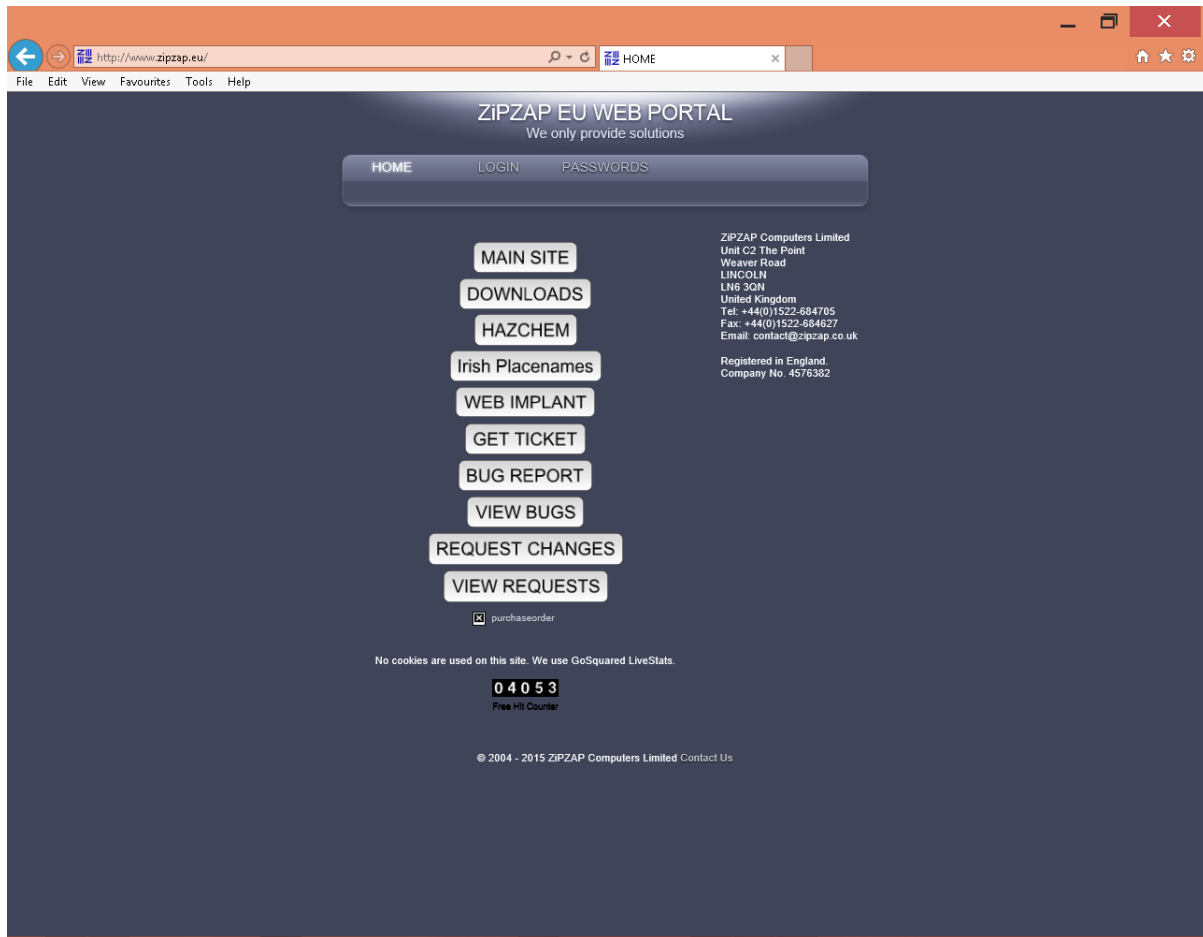 http://www.zipzap.eu/
HOME
File Edit View Favourites Tools Help
ZiPZAP EU WEB PORTAL
We only provide solutions
HOME LOGIN PASSWORDS
MAIN SITE
DOWNLOADS
HAZCHEM
Irish Placenames
WEB IMPLANT
GET TICKET
BUG REPORT
VIEW BUGS
REQUEST CHANGES
VIEW REQUESTS
purchaseorder
ZiPZAP Computers Limited
Unit C2 The Point
Weaver Road
LINCOLN
LN6 3QN
United Kingdom
Tel: +44(0)1522-684705
Fax: +44(0)1522-684627
Email: contact@zipzap.co.uk
Registered in England.
Company No. 4576382
No cookies are used on this site. We use GoSquared LiveStats.
04053
Free Hit Counter
© 2004 - 2015 ZiPZAP Computers Limited Contact Us